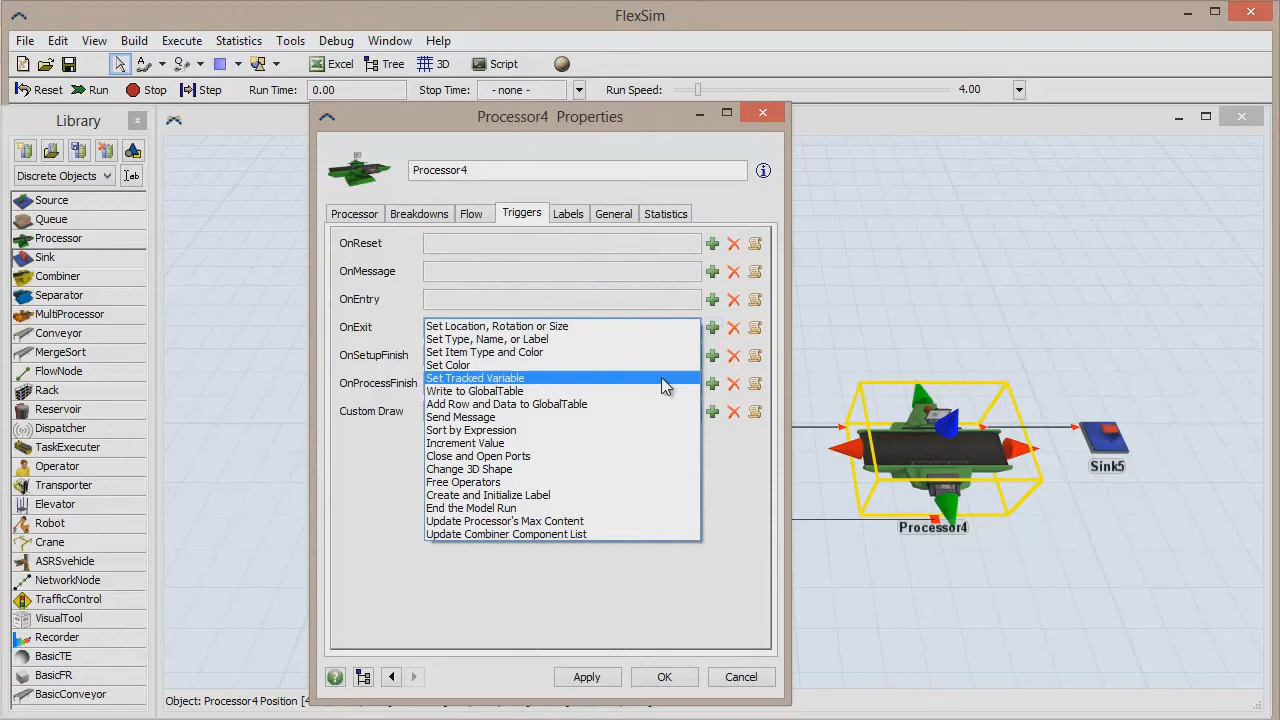 FlexSim
File Edit View Build Execute Statistics Tools Debug Window Help
Excel Tree 3D Script
Reset Run Stop Step Run Time: 0.00 Stop Time: - none - Run Speed: 4.00
Library
Discrete Objects
Source
Queue
Processor
Sink
Combiner
Separator
MultiProcessor
Conveyor
MergeSort
FlowNode
Rack
Reservoir
Dispatcher
TaskExecuter
Operator
Transporter
Elevator
Robot
Crane
ASRSvehicle
NetworkNode
TrafficControl
VisualTool
Recorder
BasicTE
BasicFR
BasicConveyor
Processor4 Properties
Processor4
Processor Breakdowns Flow Triggers Labels General Statistics
OnReset
OnMessage
OnEntry
OnExit
OnSetupFinish
OnProcessFinish
Custom Draw
Set Location, Rotation or Size
Set Type, Name, or Label
Set Item Type and Color
Set Color
Set Tracked Variable
Write to GlobalTable
Add Row and Data to GlobalTable
Send Message
Sort by Expression
Increment Value
Close and Open Ports
Change 3D Shape
Free Operators
Create and Initialize Label
End the Model Run
Update Processor's Max Content
Update Combiner Component List
Apply OK Cancel
Sink5
Processor4
Object: Processor4 Position [4